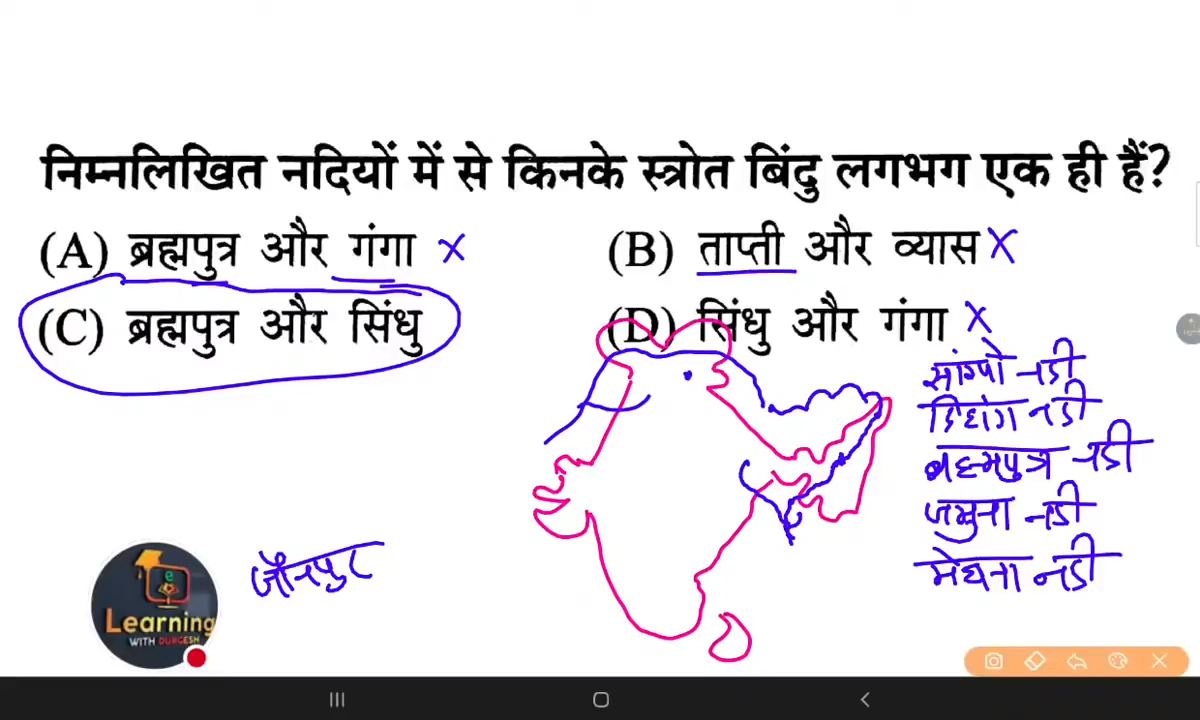 निम्नलिखित नदियों में से किनके स्त्रोत बिंदु लगभग एक ही हैं?
(A) ब्रह्मपुत्र और गंगा x
(B) ताप्ती और व्यास x
(C) ब्रह्मपुत्र और सिंधु
(D) सिंधु और गंगा x
सांग्पो नदी
दिहांग नदी
ब्रह्मपुत्र नदी
जमुना नदी
मेघना नदी
जौनपुर
e
Learning
WITH DURGESH